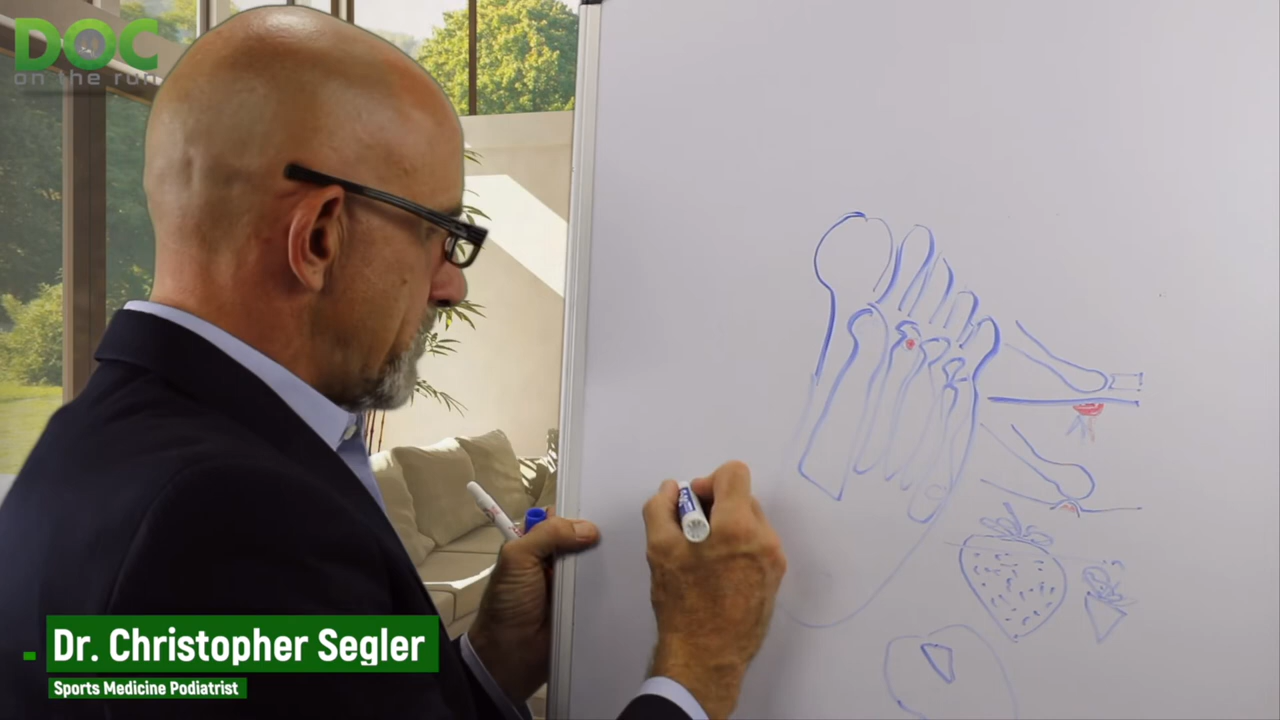 DOC
on the run
Dr. Christopher Segler
Sports Medicine Podiatrist